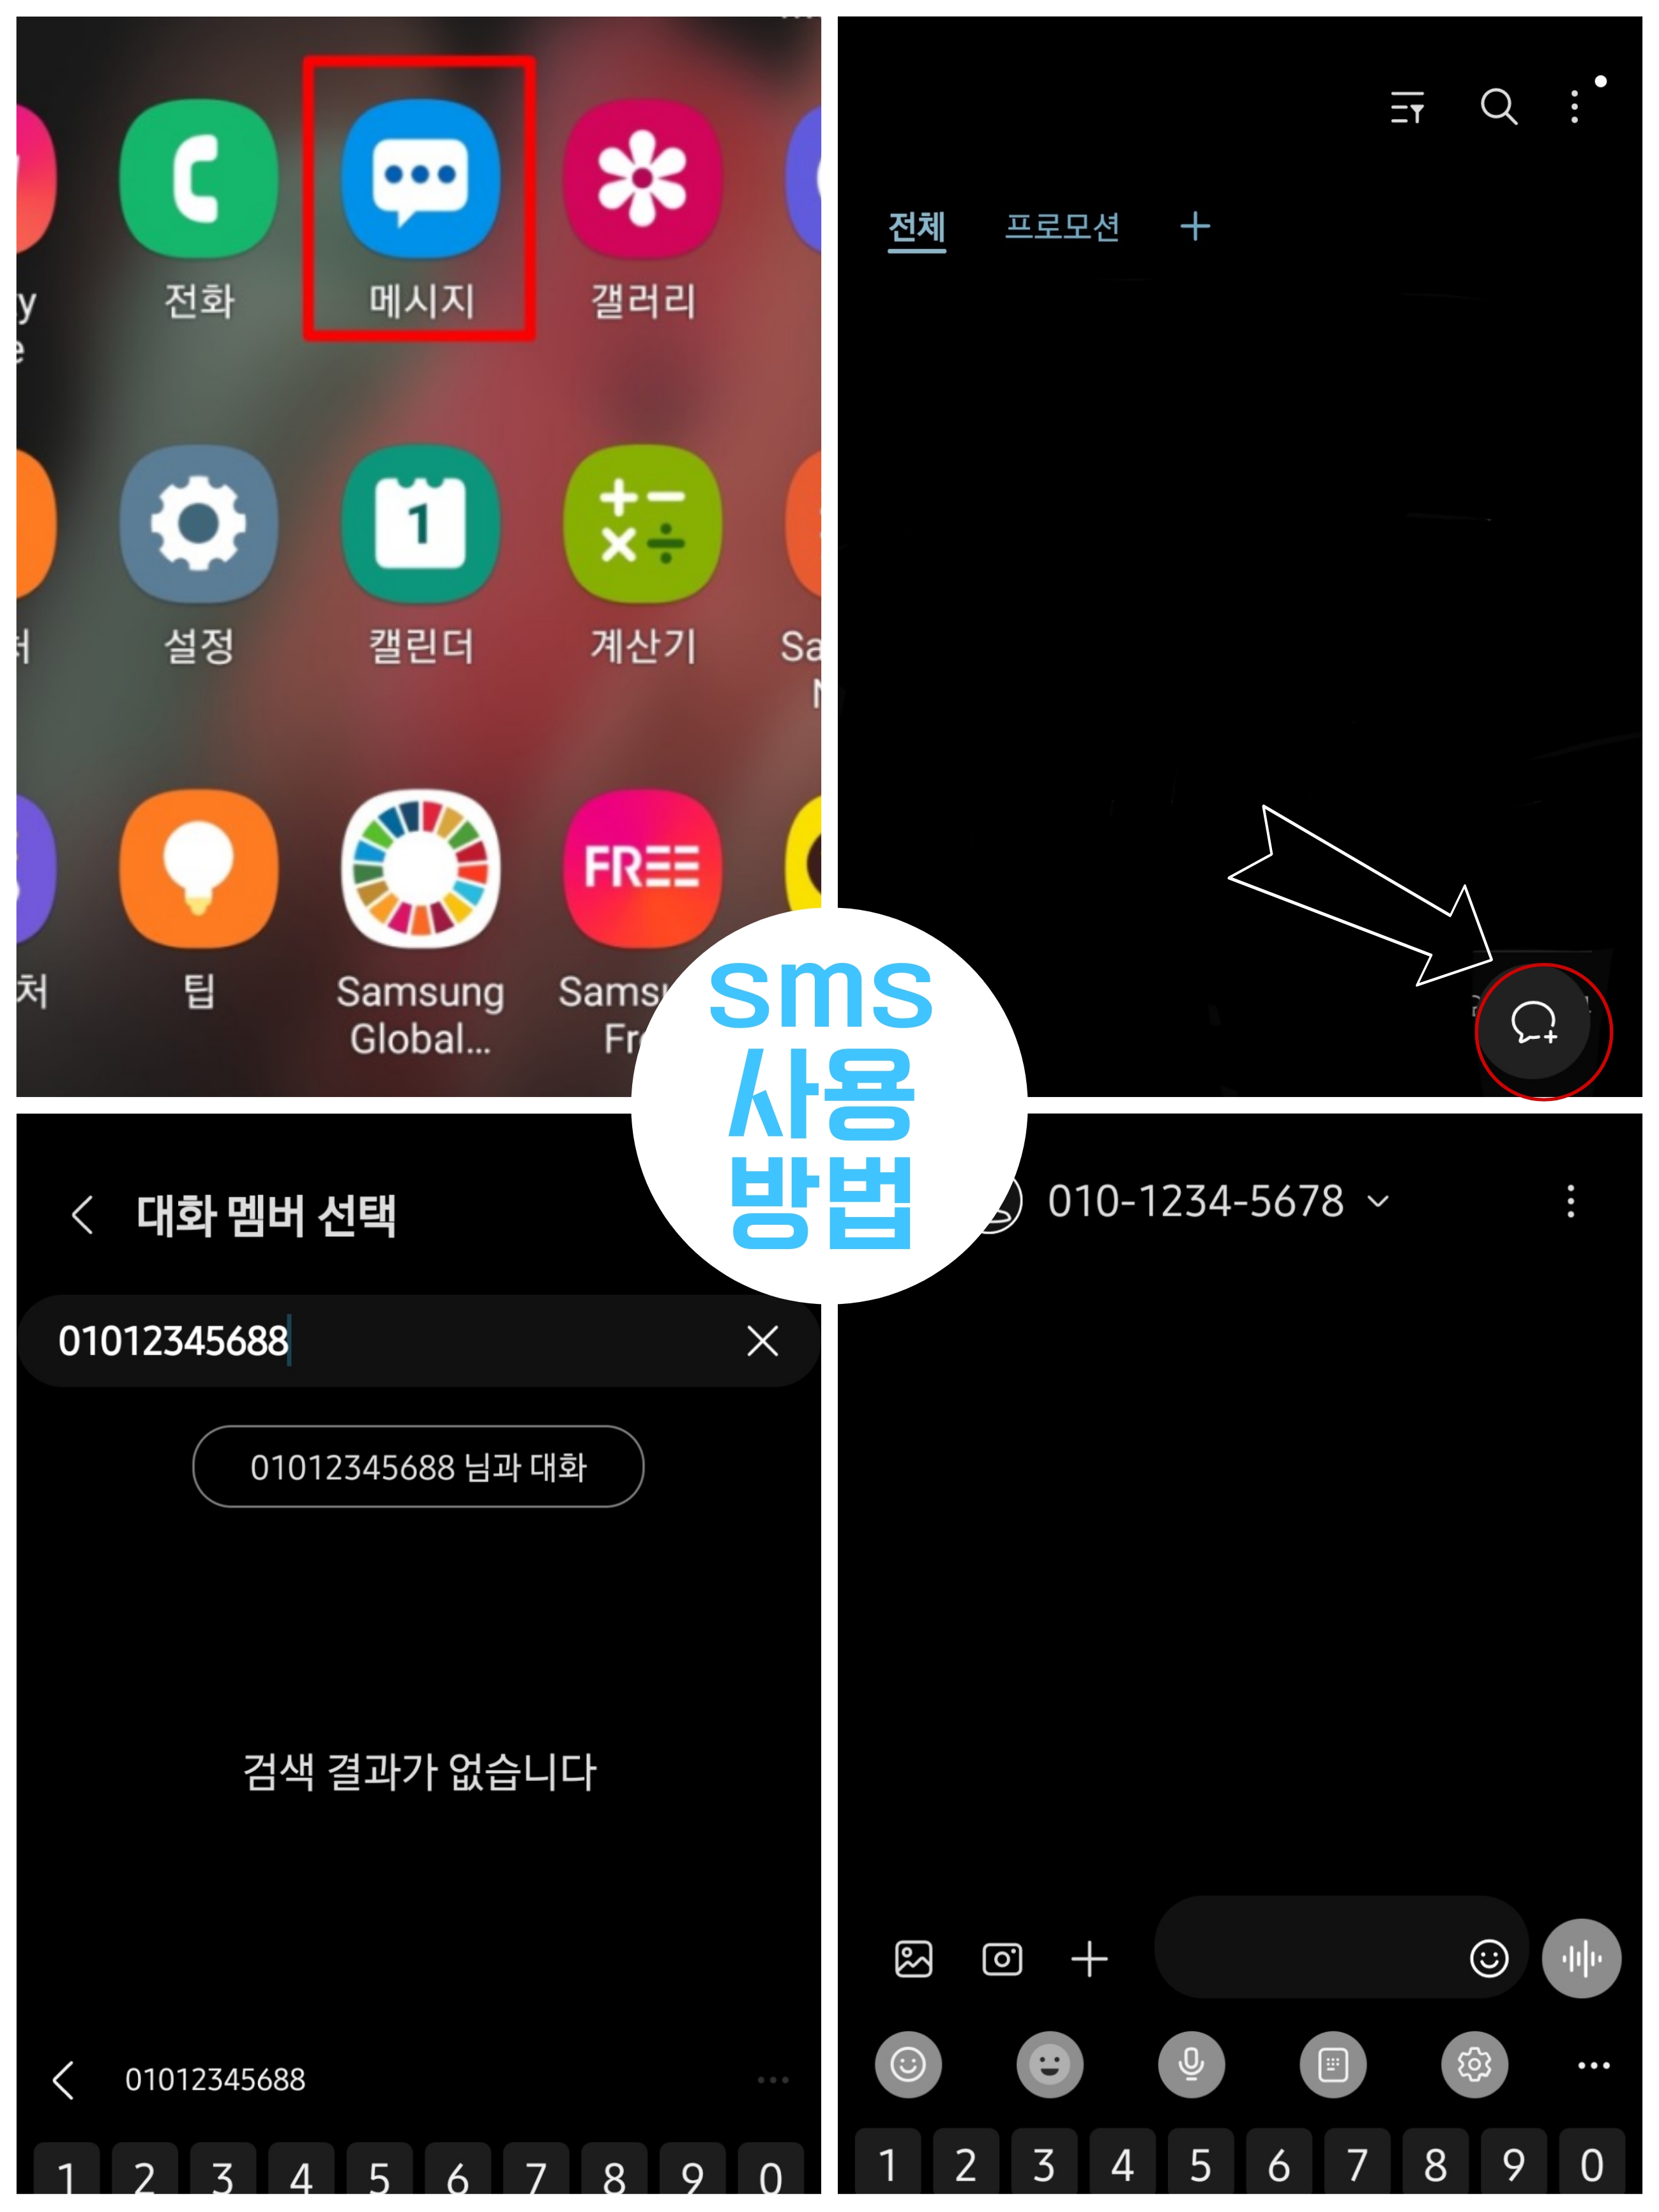 전화
메시지
갤러리
설정
1
캘린더
계산기
팁
Samsung
Global...
FREE
전체
프로모션
sms
사용
방법
대화 멤버 선택
01012345688
01012345688 님과 대화
검색 결과가 없습니다
01012345688
1 2 3 4 5 6 7 8 9 0
010-1234-5678
1 2 3 4 5 6 7 8 9 0